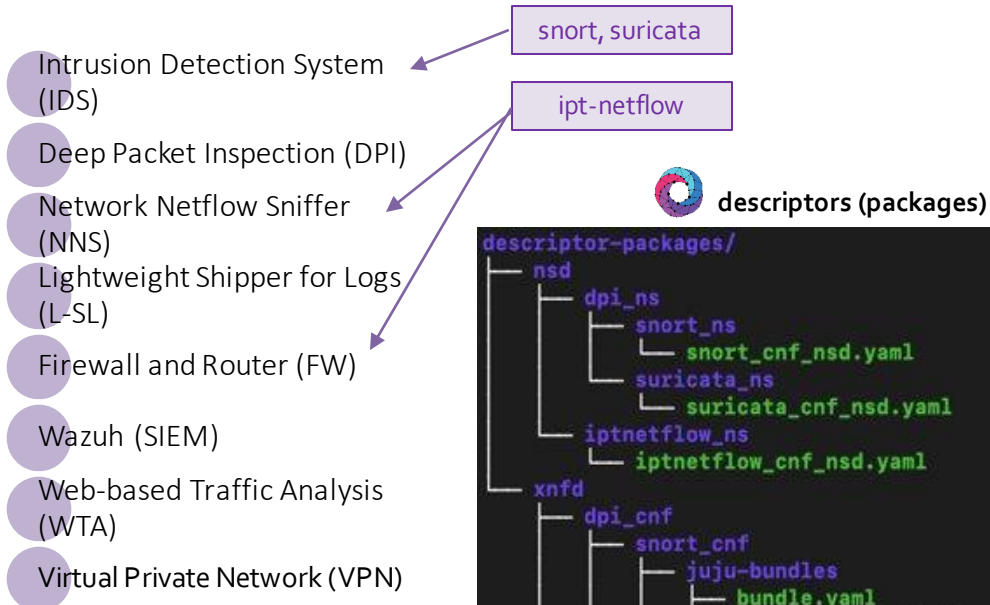 snort, suricata
ipt-netflow
Intrusion Detection System
(IDS)
Deep Packet Inspection (DPI)
Network Netflow Sniffer
(NNS)
Lightweight Shipper for Logs
(L-SL)
Firewall and Router (FW)
Wazuh (SIEM)
Web-based Traffic Analysis
(WTA)
Virtual Private Network (VPN)
descriptors (packages)
descriptor-packages/
nsd
dpi_ns
snort_ns
snort_cnf_nsd.yaml
suricata_ns
suricata_cnf_nsd.yaml
iptnetflow_ns
iptnetflow_cnf_nsd.yaml
xnfd
dpi_cnf
snort_cnf
juju-bundles
bundle.yaml